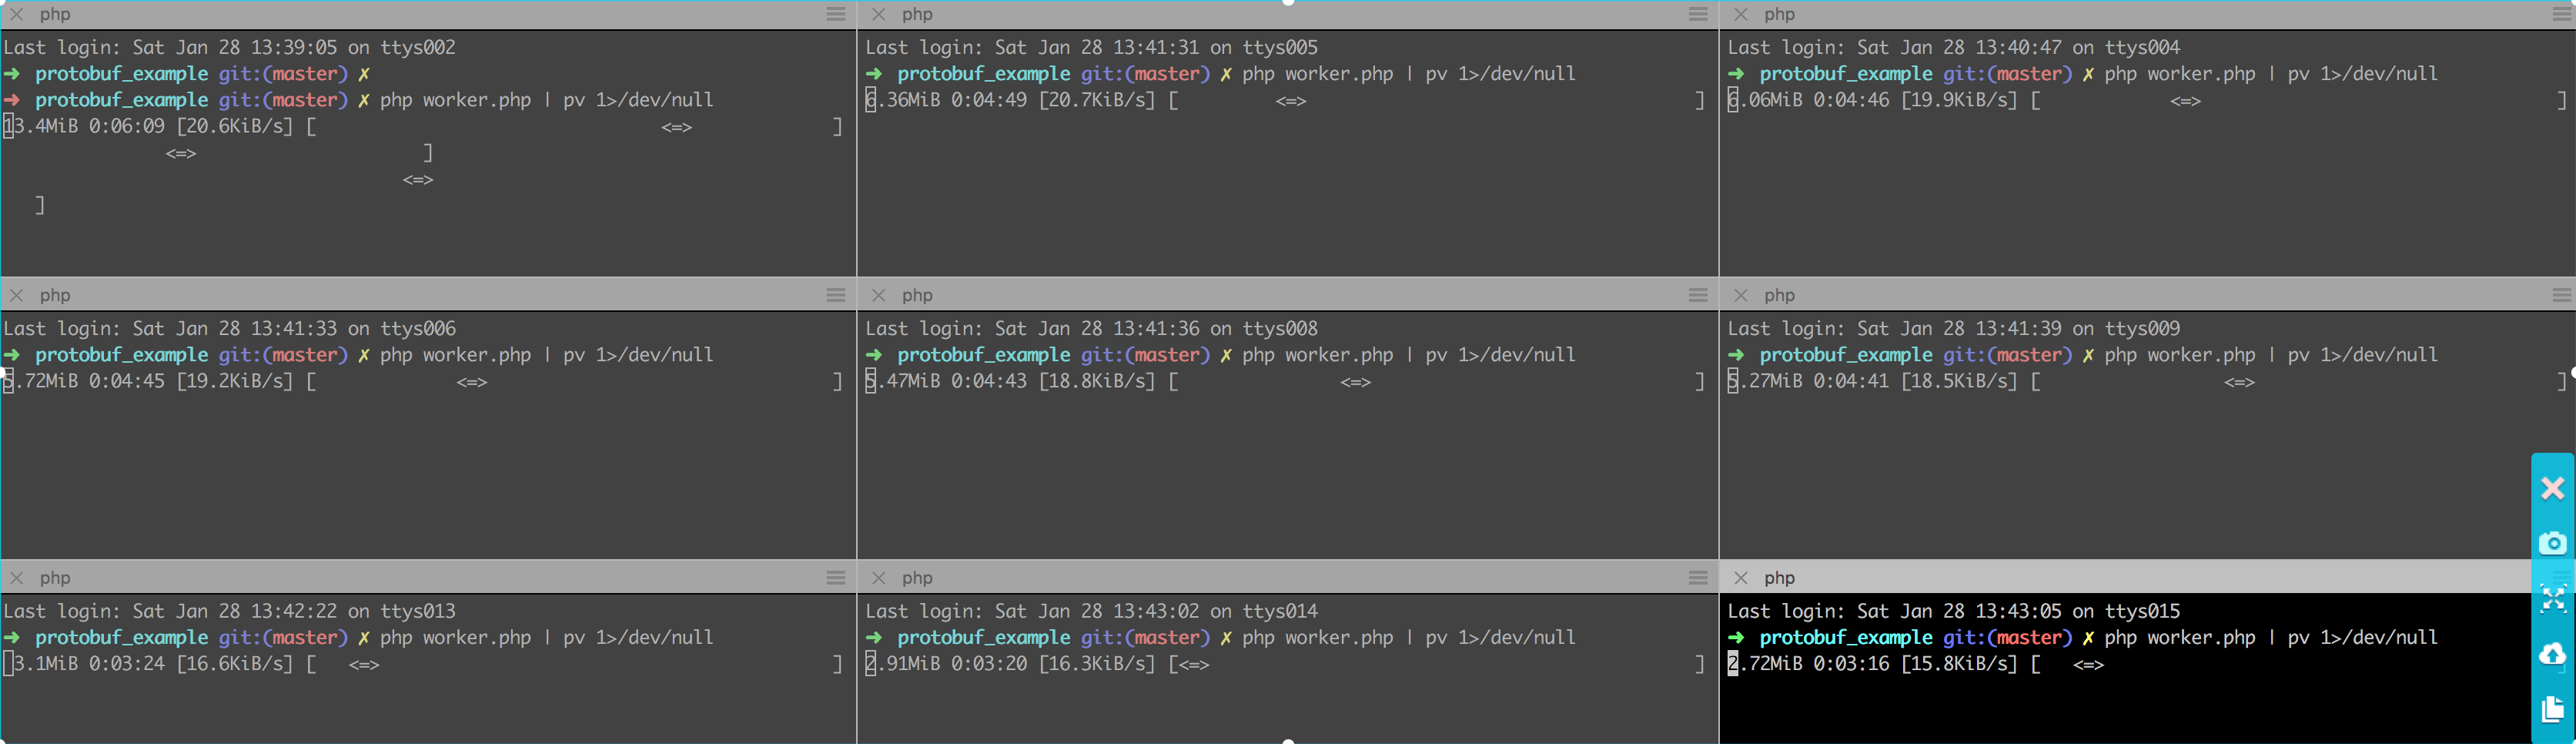 php
Last login: Sat Jan 28 13:39:05 on ttys002
➜ protobuf_example git:(master) ✗
➜ protobuf_example git:(master) ✗ php worker.php | pv 1>/dev/null
13.4MiB 0:06:09 [20.6KiB/s] [ <=> ]
<=> ]
<=>
]
php
Last login: Sat Jan 28 13:41:31 on ttys005
➜ protobuf_example git:(master) ✗ php worker.php | pv 1>/dev/null
6.36MiB 0:04:49 [20.7KiB/s] [ <=> ]
php
Last login: Sat Jan 28 13:40:47 on ttys004
➜ protobuf_example git:(master) ✗ php worker.php | pv 1>/dev/null
6.06MiB 0:04:46 [19.9KiB/s] [ <=> ]
php
Last login: Sat Jan 28 13:41:33 on ttys006
➜ protobuf_example git:(master) ✗ php worker.php | pv 1>/dev/null
5.72MiB 0:04:45 [19.2KiB/s] [ <=> ]
php
Last login: Sat Jan 28 13:41:36 on ttys008
➜ protobuf_example git:(master) ✗ php worker.php | pv 1>/dev/null
5.47MiB 0:04:43 [18.8KiB/s] [ <=> ]
php
Last login: Sat Jan 28 13:41:39 on ttys009
➜ protobuf_example git:(master) ✗ php worker.php | pv 1>/dev/null
5.27MiB 0:04:41 [18.5KiB/s] [ <=> ]
php
Last login: Sat Jan 28 13:42:22 on ttys013
➜ protobuf_example git:(master) ✗ php worker.php | pv 1>/dev/null
3.1MiB 0:03:24 [16.6KiB/s] [ <=> ]
php
Last login: Sat Jan 28 13:43:02 on ttys014
➜ protobuf_example git:(master) ✗ php worker.php | pv 1>/dev/null
2.91MiB 0:03:20 [16.3KiB/s] [<=> ]
php
Last login: Sat Jan 28 13:43:05 on ttys015
➜ protobuf_example git:(master) ✗ php worker.php | pv 1>/dev/null
2.72MiB 0:03:16 [15.8KiB/s] [ <=> ]